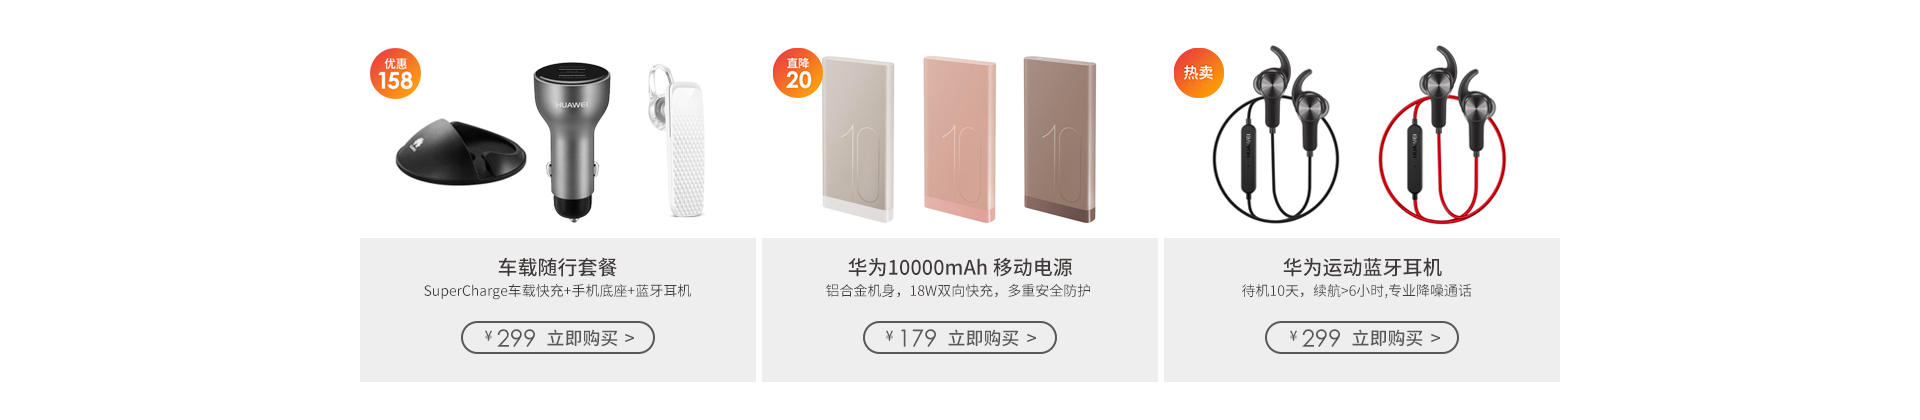 优惠
158
HUAWEI
车载随行套餐
SuperCharge车载快充+手机底座+蓝牙耳机
¥ 299 立即购买 >
直降
20
10
10
10
华为10000mAh 移动电源
铝合金机身，18W双向快充，多重安全防护
¥ 179 立即购买 >
热卖
华为运动蓝牙耳机
待机10天，续航>6小时,专业降噪通话
¥ 299 立即购买 >